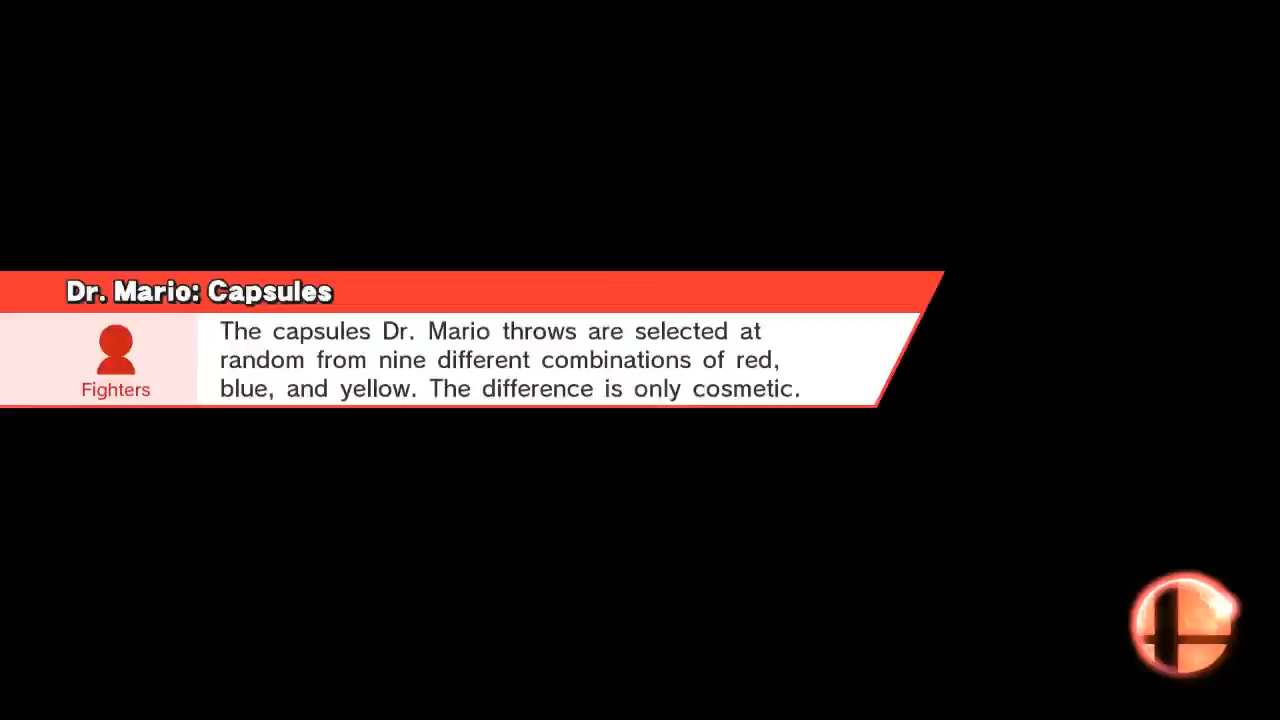 Dr. Mario: Capsules
Fighters
The capsules Dr. Mario throws are selected at
random from nine different combinations of red,
blue, and yellow. The difference is only cosmetic.